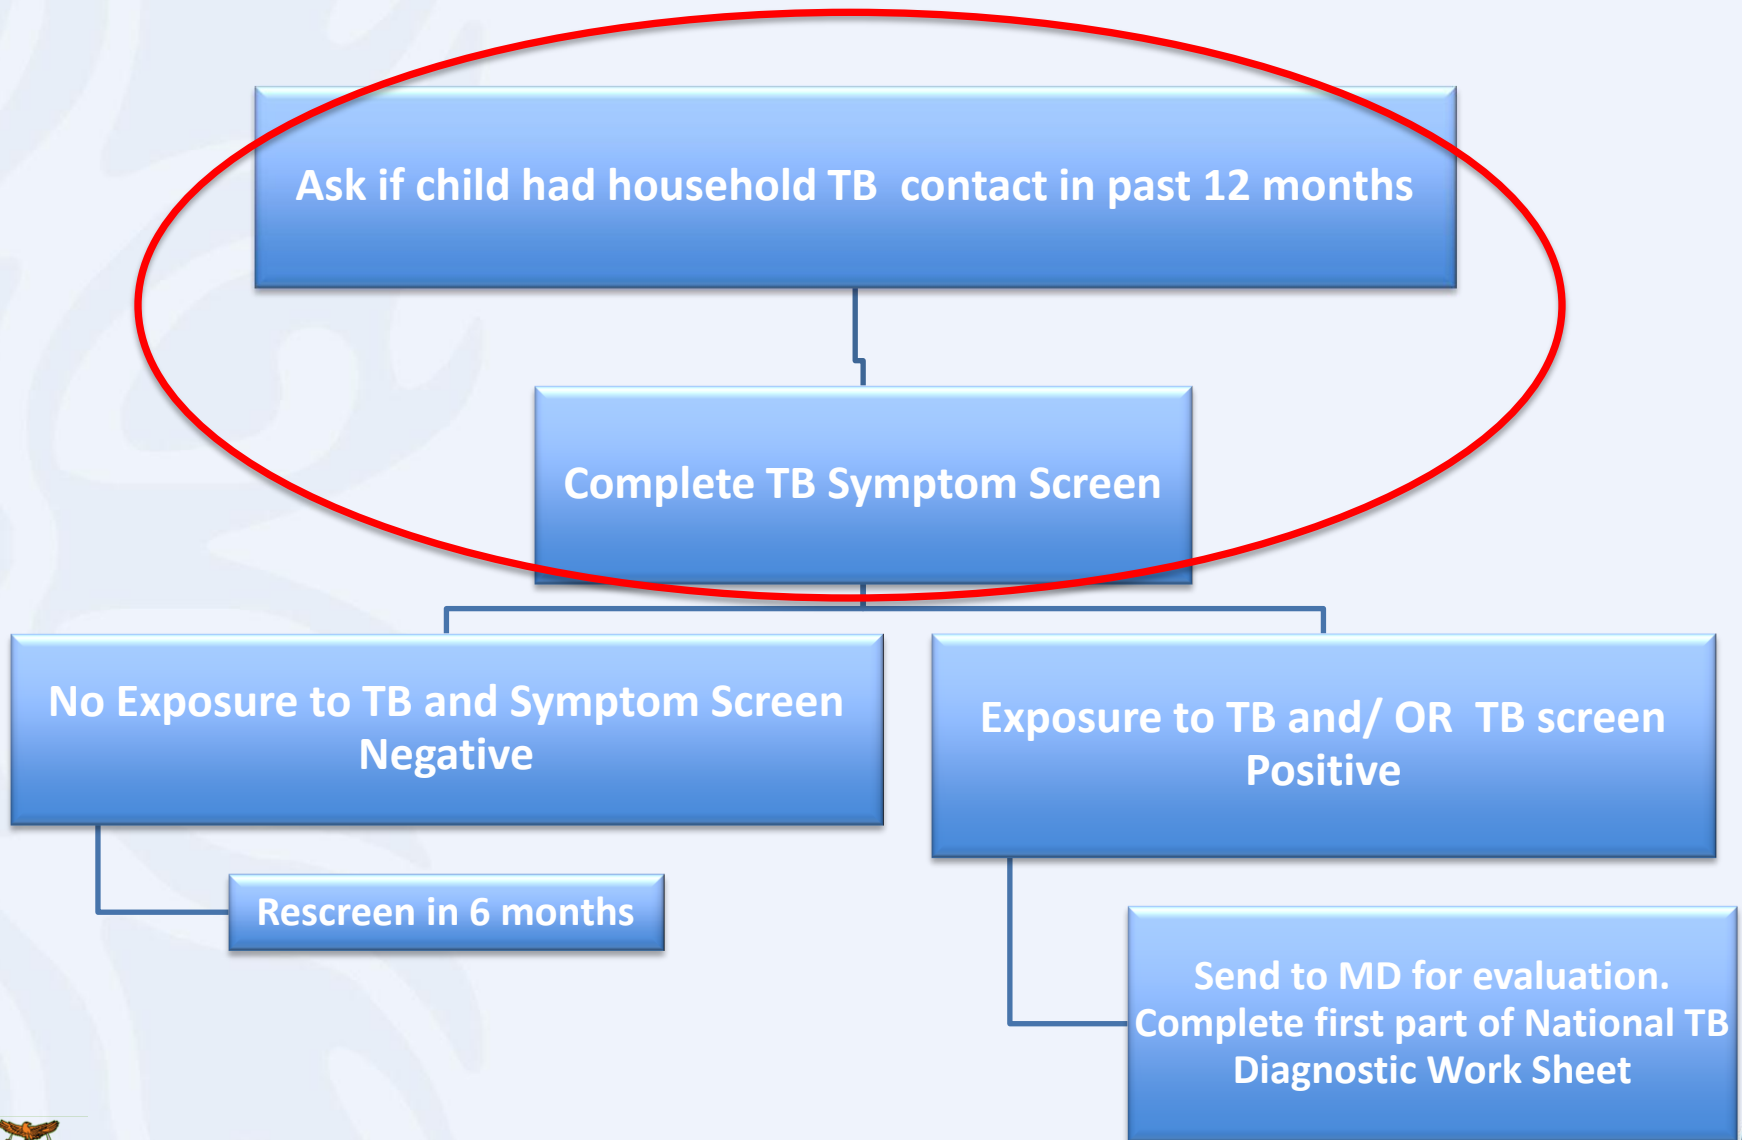 Ask if child had household TB  contact in past 12 months
Complete TB Symptom Screen
No Exposure to TB and Symptom Screen
Negative
Exposure to TB and/ OR  TB screen
Positive
Rescreen in 6 months
Send to MD for evaluation.
Complete first part of National TB
Diagnostic Work Sheet